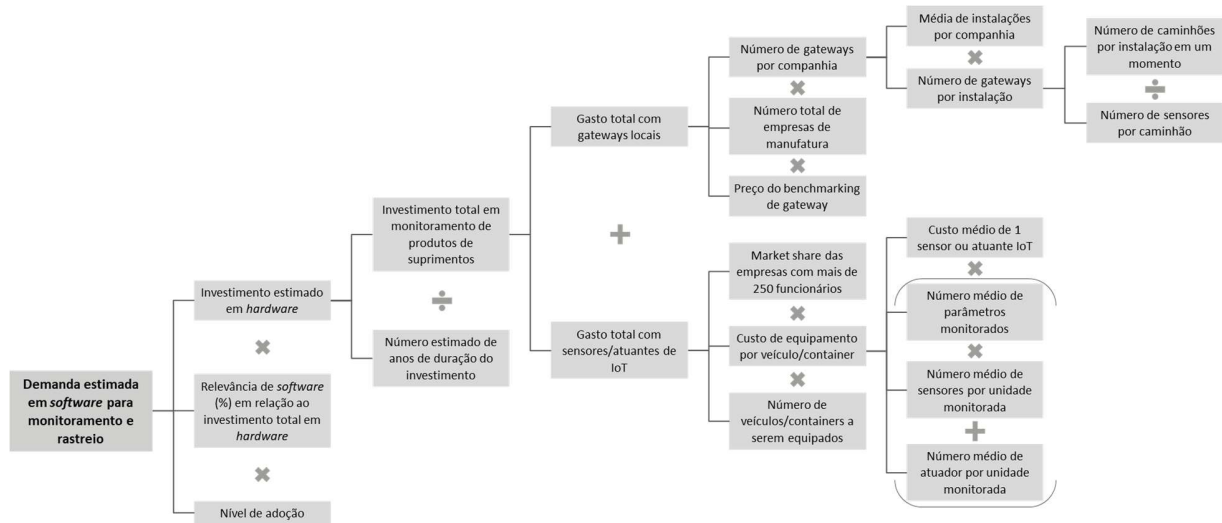 Demanda estimada
em software para
monitoramento e
rastreio
Investimento estimado
em hardware
×
Relevância de software
(%) em relação ao
investimento total em
hardware
×
Nível de adoção
Investimento total em
monitoramento de
produtos de
suprimentos
÷
Número estimado de
anos de duração do
investimento
Gasto total com
gateways locais
+
Gasto total com
sensores/atuantes de
IoT
Número de gateways
por companhia
×
Número total de
empresas de
manufatura
×
Preço do benchmarking
de gateway
Market share das
empresas com mais de
250 funcionários
×
Custo de equipamento
por veículo/container
×
Número de
veículos/containers a
serem equipados
Média de instalações
por companhia
×
Número de gateways
por instalação
Custo médio de 1
sensor ou atuante IoT
×
Número médio de
parâmetros
monitorados
×
Número médio de
sensores por unidade
monitorada
+
Número médio de
atuador por unidade
monitorada
Número de caminhões
por instalação em um
momento
÷
Número de sensores
por caminhão